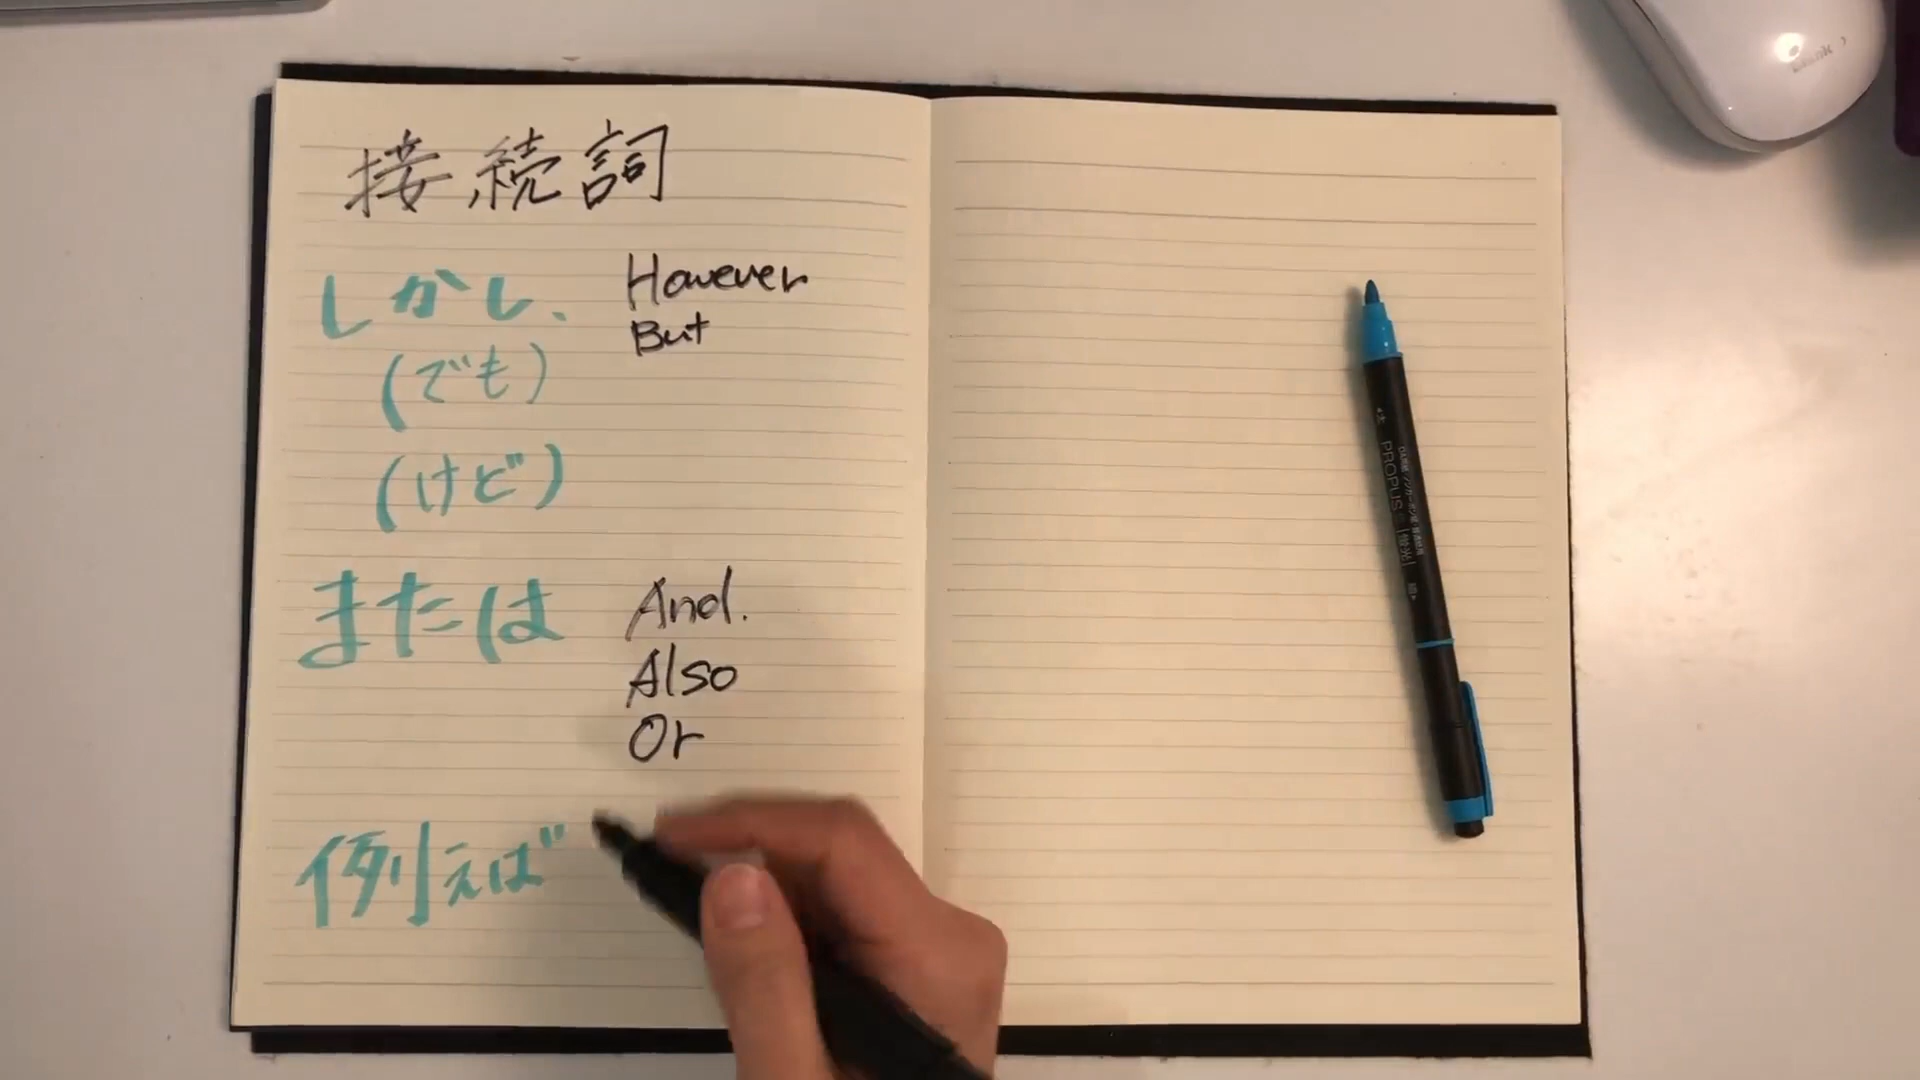 接続詞
しかし、 However
But
(でも)
(けど)
または And.
Also
Or
例えば
PROPUS